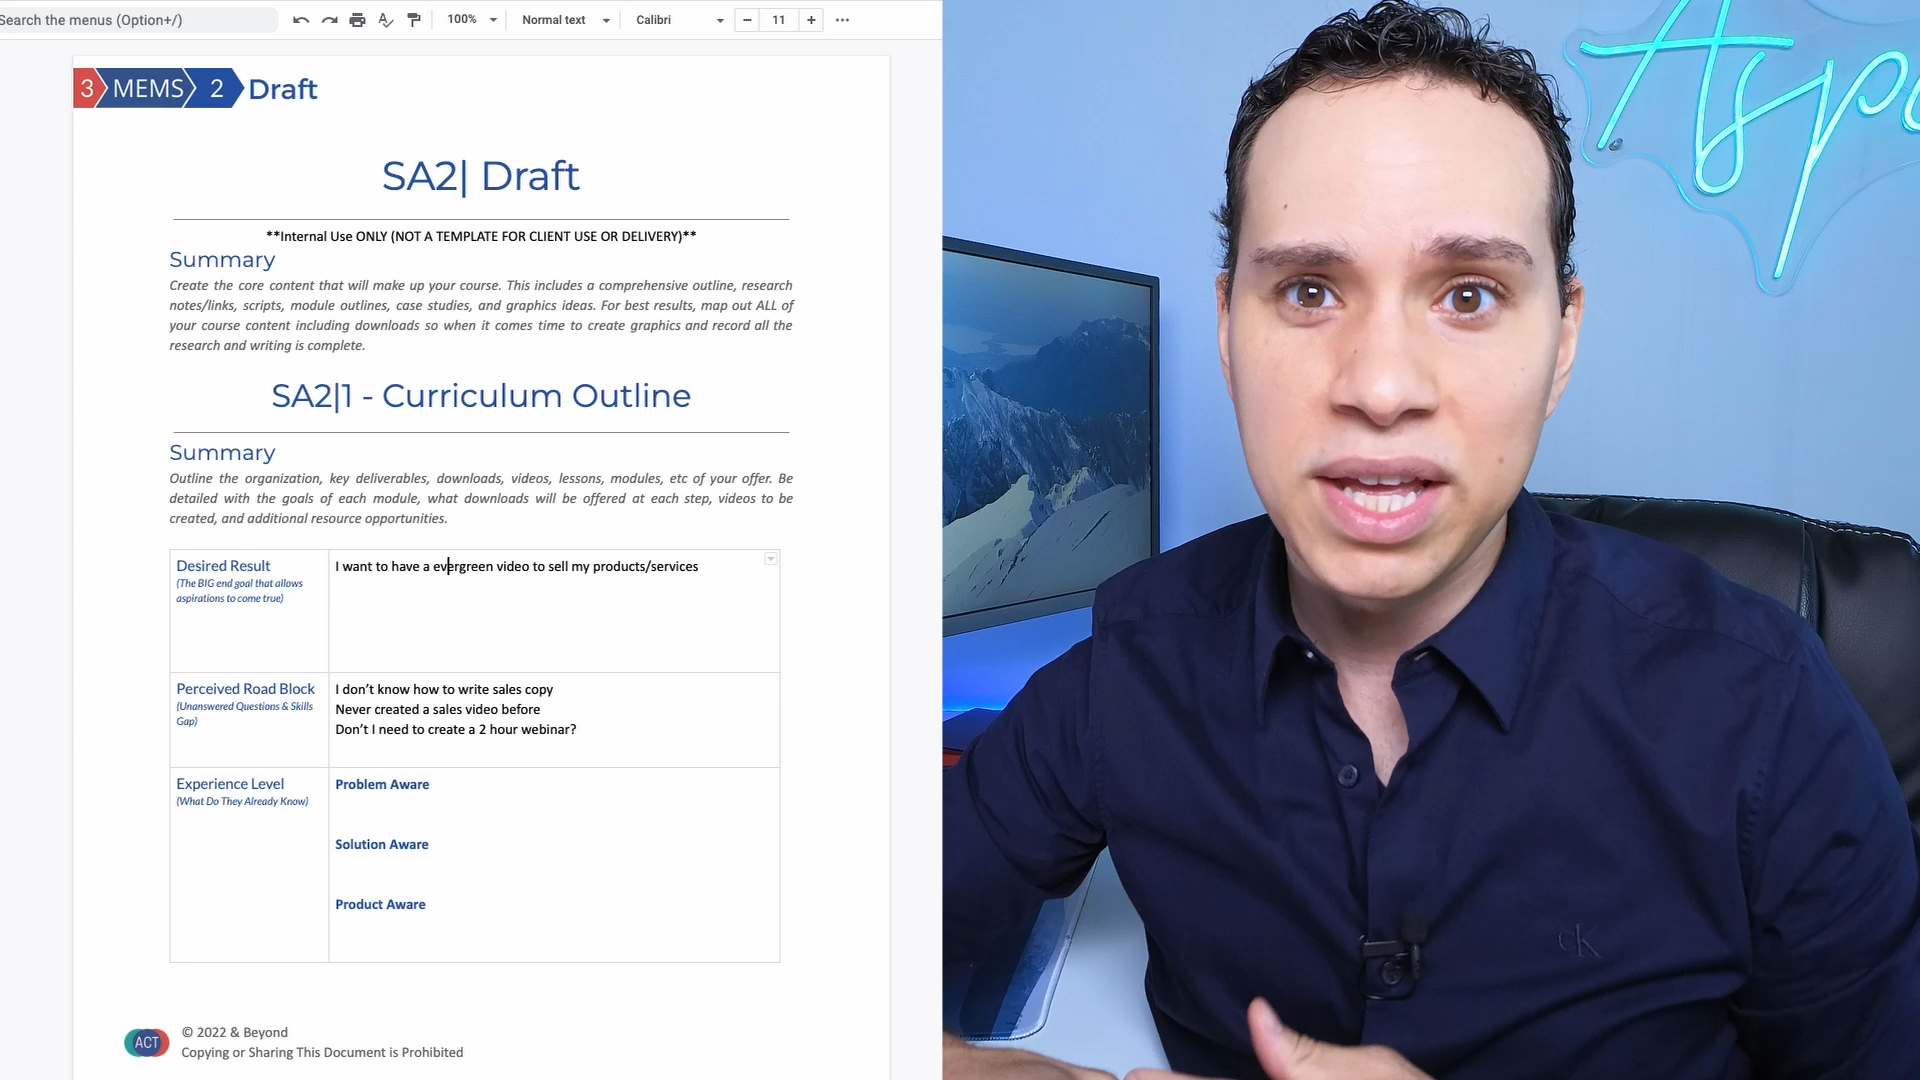 Search the menus (Option+/)
100%
Normal text
Calibri
11
3 MEMS 2 Draft
SA2| Draft
**Internal Use ONLY (NOT A TEMPLATE FOR CLIENT USE OR DELIVERY)**
Summary
Create the core content that will make up your course. This includes a comprehensive outline, research
notes/links, scripts, module outlines, case studies, and graphics ideas. For best results, map out ALL of
your course content including downloads so when it comes time to create graphics and record all the
research and writing is complete.
SA2|1 - Curriculum Outline
Summary
Outline the organization, key deliverables, downloads, videos, lessons, modules, etc of your offer. Be
detailed with the goals of each module, what downloads will be offered at each step, videos to be
created, and additional resource opportunities.
Desired Result
(The BIG end goal that allows
aspirations to come true)
I want to have a evergreen video to sell my products/services
Perceived Road Block
(Unanswered Questions & Skills
Gap)
I don’t know how to write sales copy
Never created a sales video before
Don’t I need to create a 2 hour webinar?
Experience Level
(What Do They Already Know)
Problem Aware
Solution Aware
Product Aware
ACT
© 2022 & Beyond
Copying or Sharing This Document is Prohibited
cK